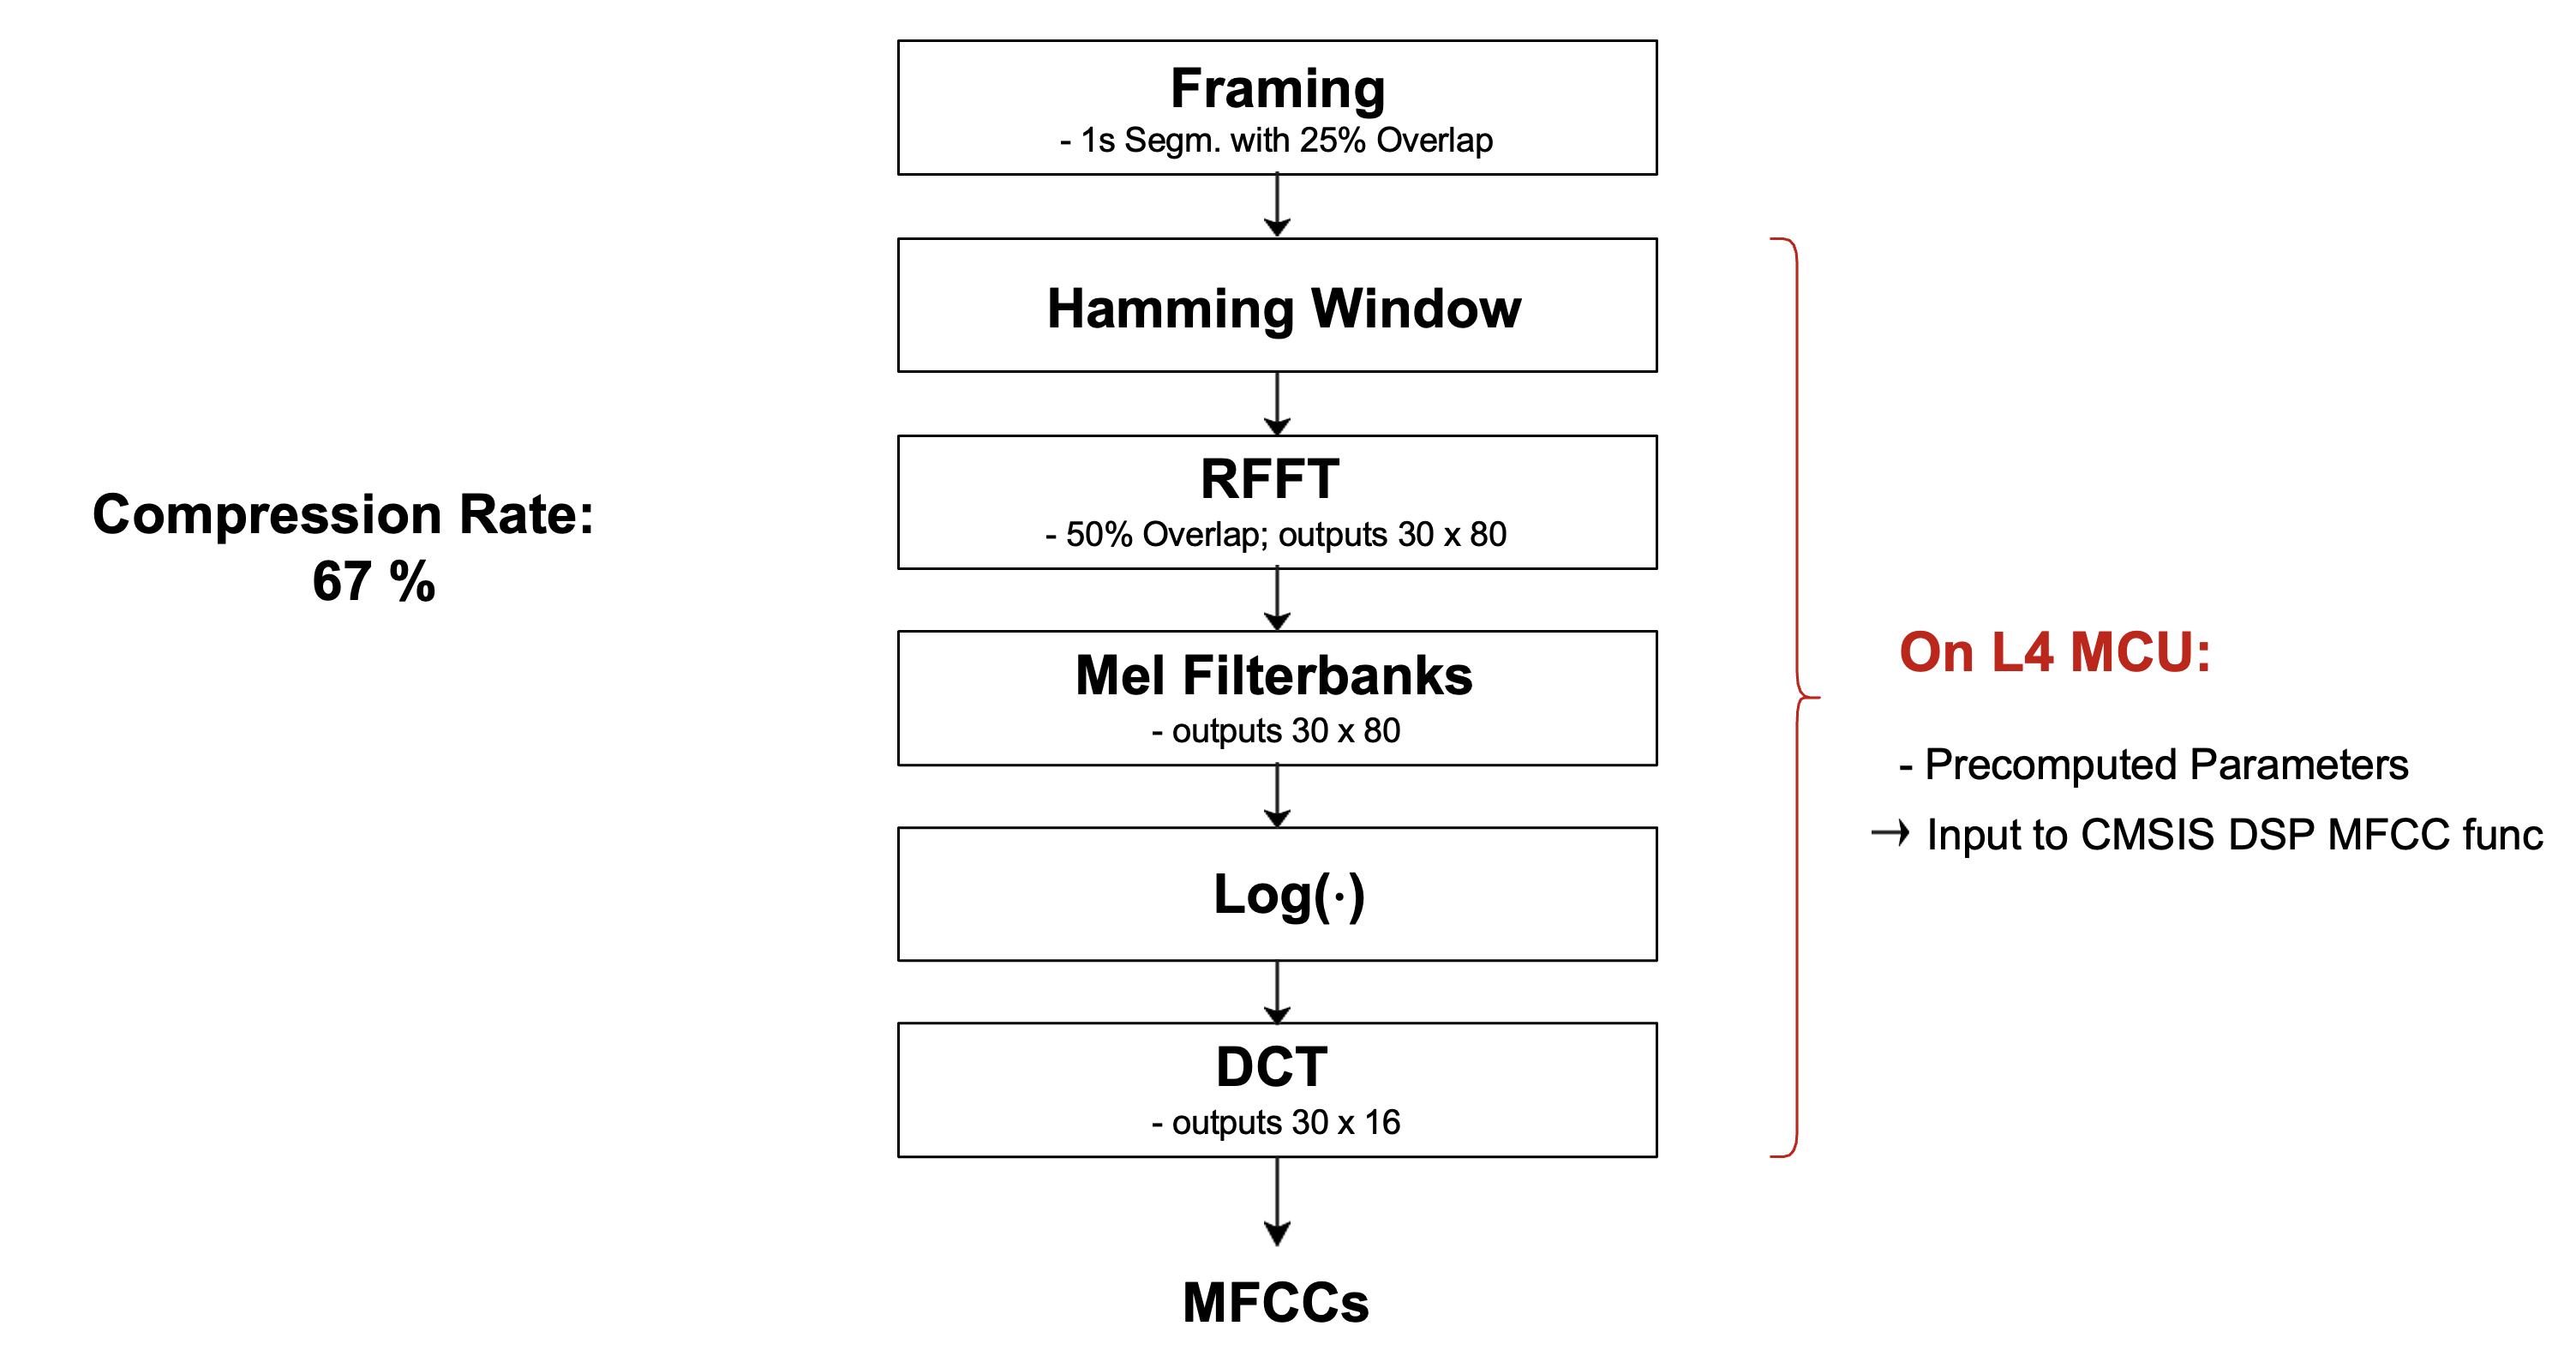 Framing
- 1s Segm. with 25% Overlap
Hamming Window
RFFT
- 50% Overlap; outputs 30 x 80
Mel Filterbanks
- outputs 30 x 80
Log(·)
DCT
- outputs 30 x 16
MFCCs
Compression Rate:
67 %
On L4 MCU:
- Precomputed Parameters
→ Input to CMSIS DSP MFCC func